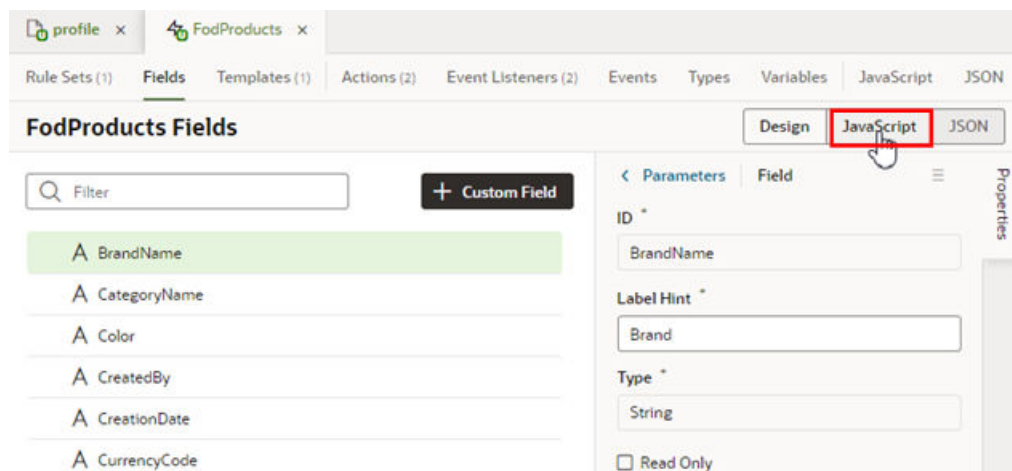 profile × FodProducts ×
Rule Sets (1) Fields Templates (1) Actions (2) Event Listeners (2) Events Types Variables JavaScript JSON
FodProducts Fields Design JavaScript JSON
Filter + Custom Field
< Parameters Field
Properties
ID *
BrandName
Label Hint *
Brand
Type *
String
Read Only
BrandName
CategoryName
Color
CreatedBy
CreationDate
CurrencyCode